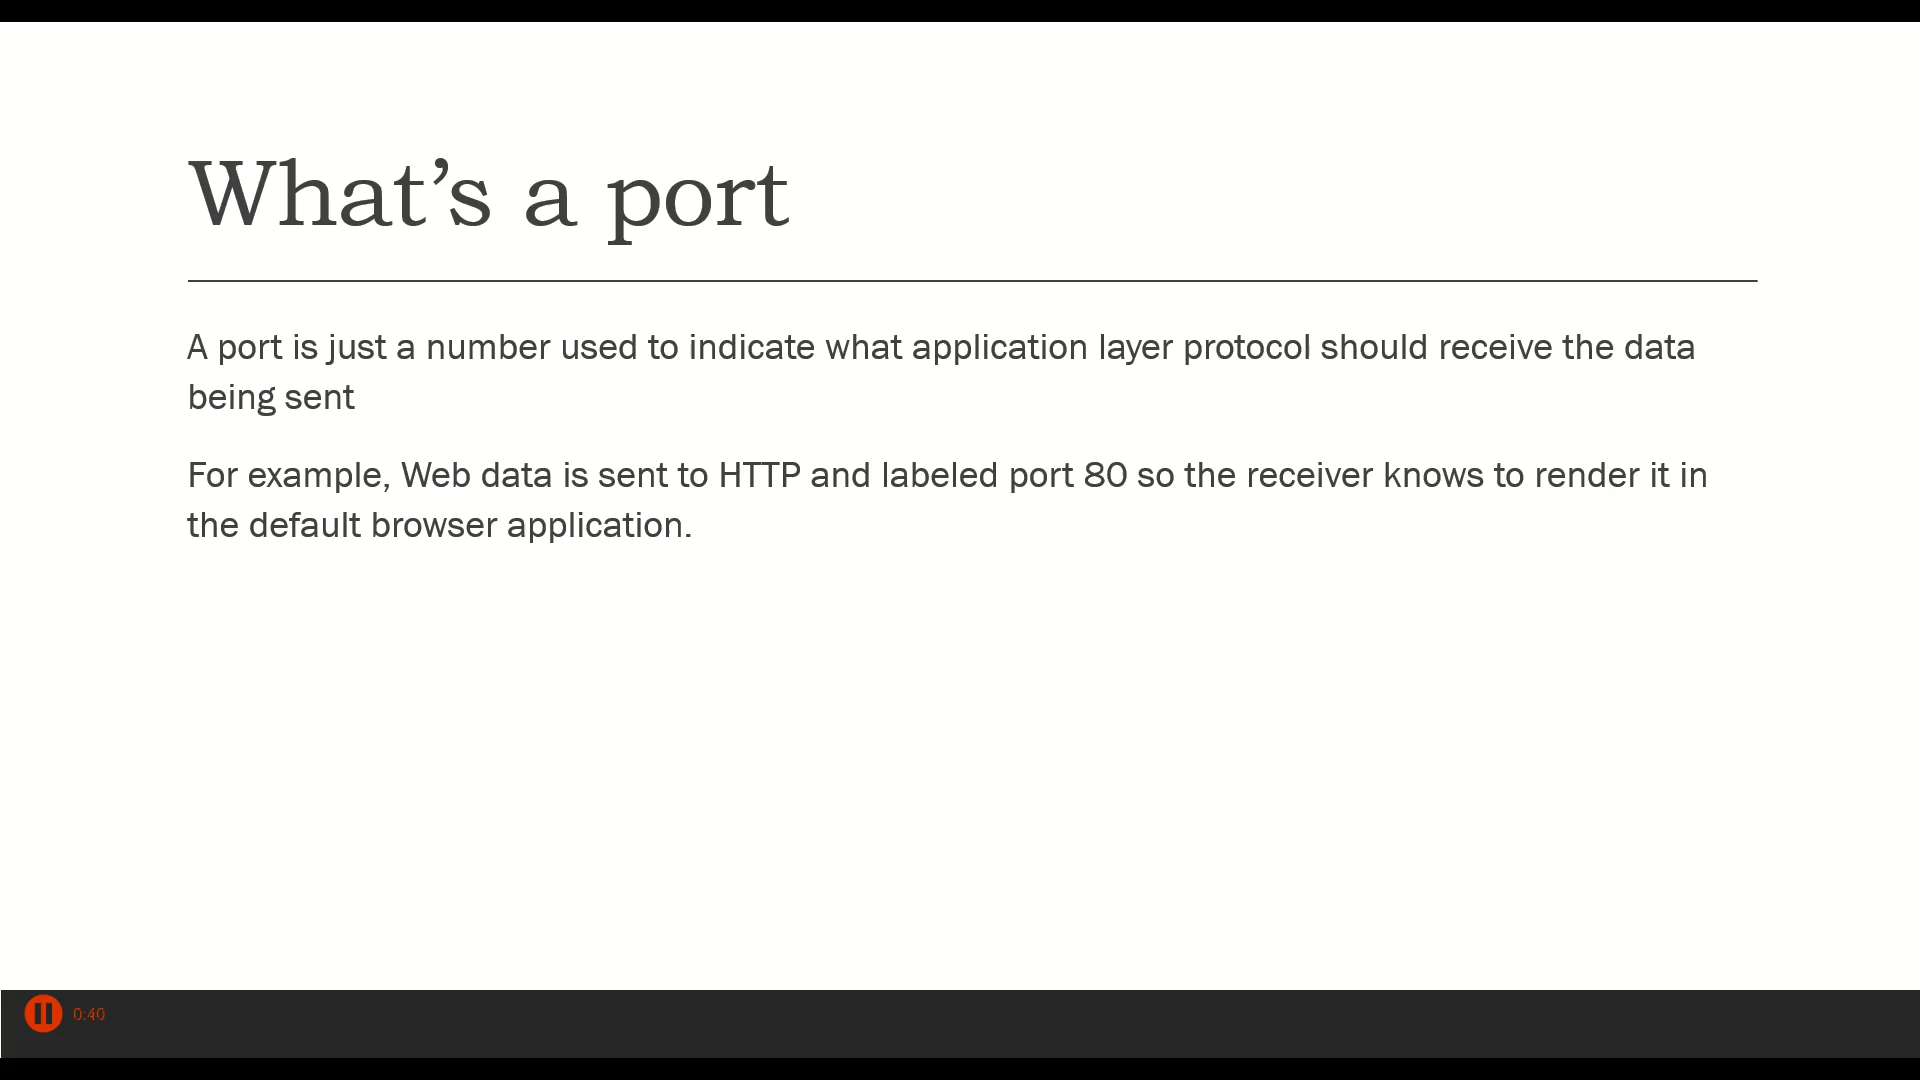 What’s a port
A port is just a number used to indicate what application layer protocol should receive the data
being sent
For example, Web data is sent to HTTP and labeled port 80 so the receiver knows to render it in
the default browser application.
0:40